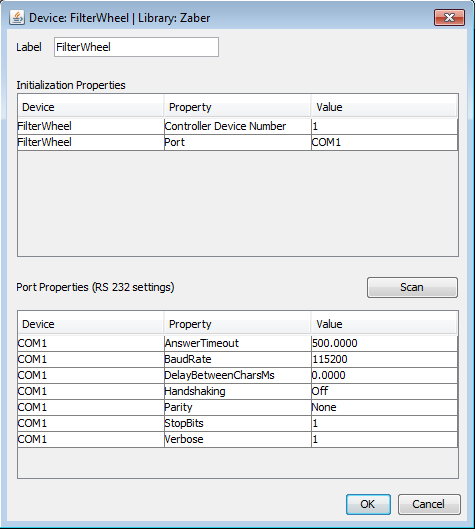 Device: FilterWheel | Library: Zaber
Label FilterWheel
Initialization Properties
Device Property Value
FilterWheel Controller Device Number 1
FilterWheel Port COM1
Port Properties (RS 232 settings) Scan
Device Property Value
COM1 AnswerTimeout 500.0000
COM1 BaudRate 115200
COM1 DelayBetweenCharsMs 0.0000
COM1 Handshaking Off
COM1 Parity None
COM1 StopBits 1
COM1 Verbose 1
OK Cancel